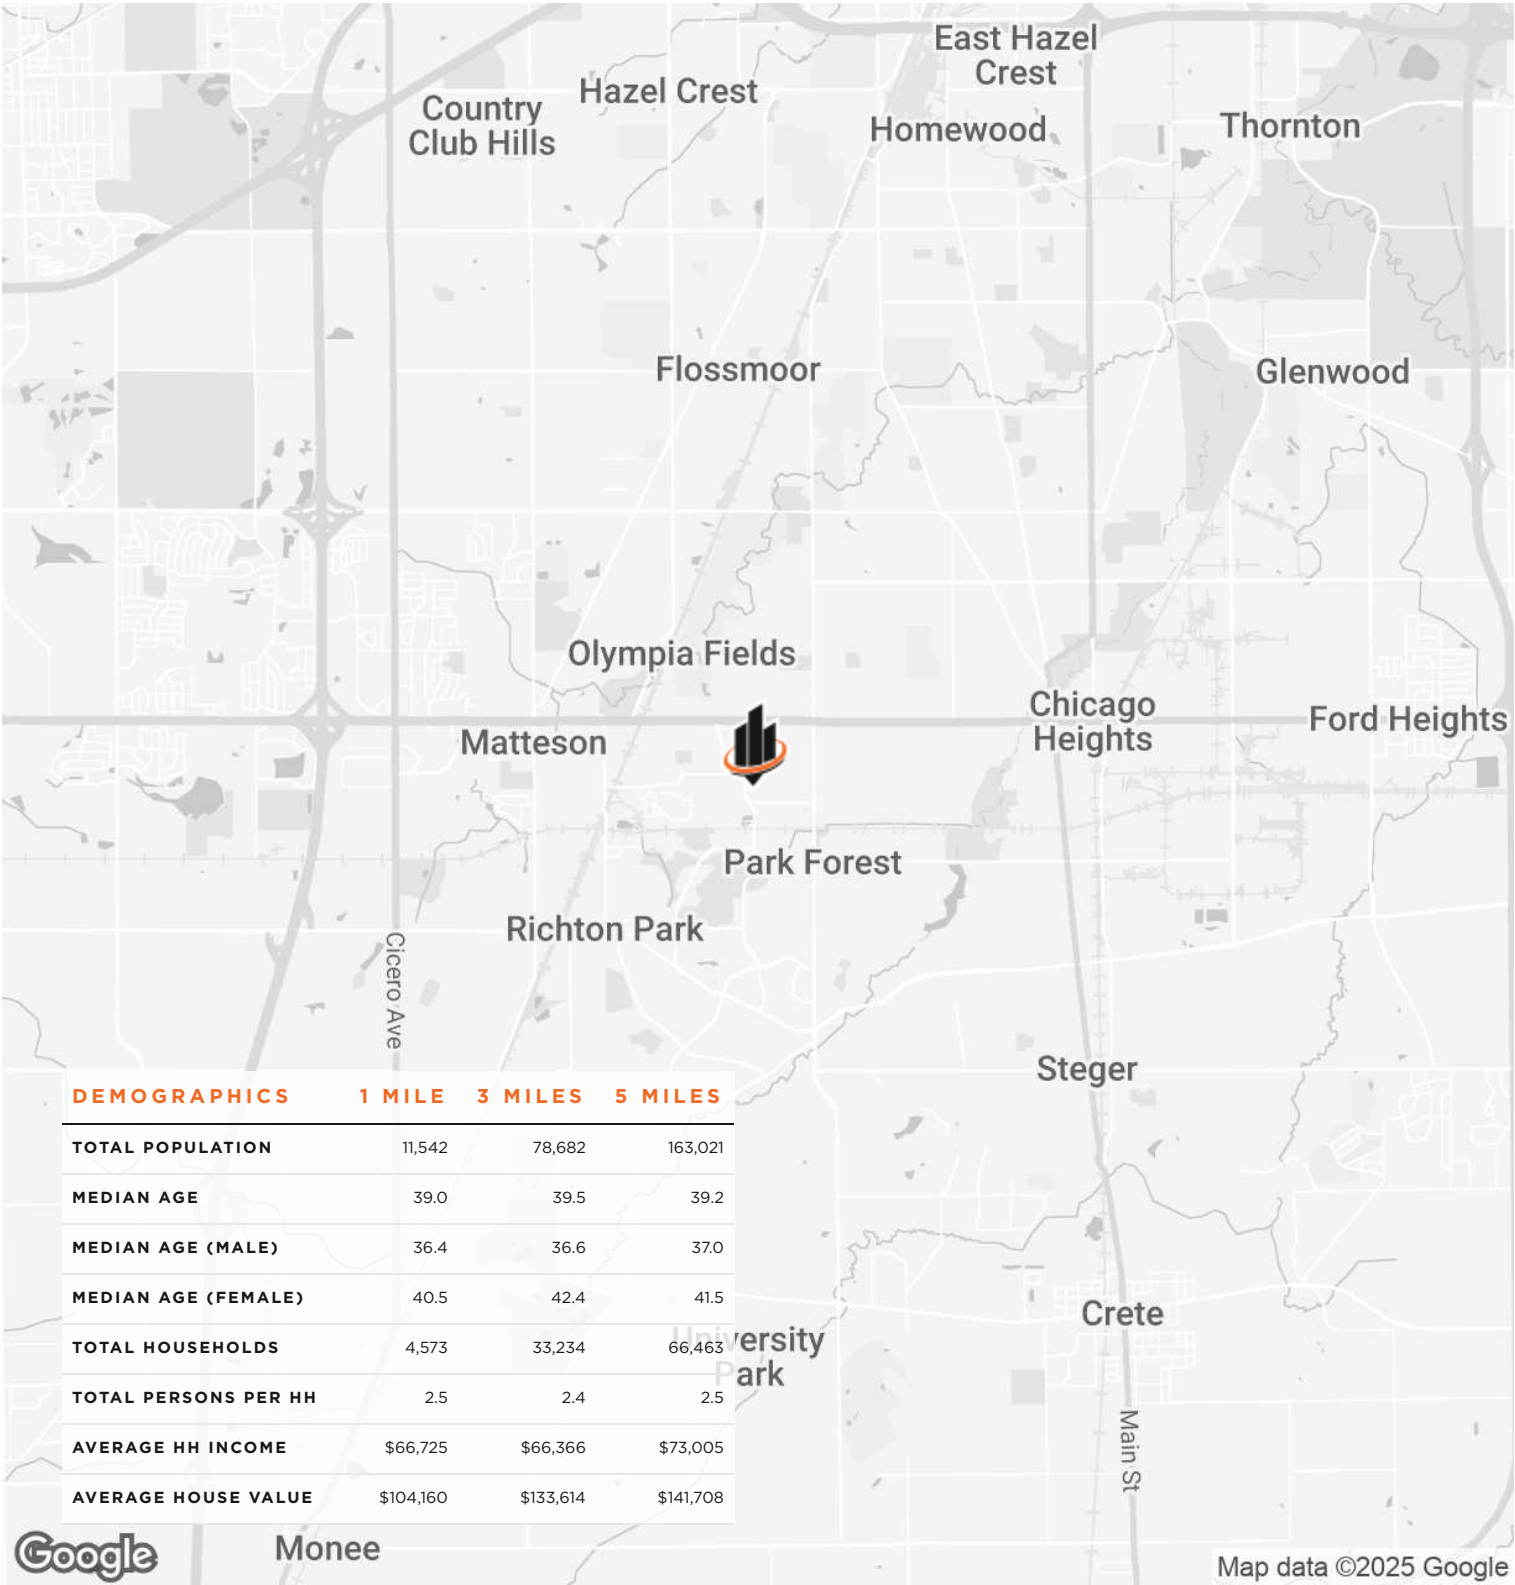 East Hazel
Crest
Hazel Crest
Country
Club Hills
Homewood
Thornton
Flossmoor
Glenwood
Olympia Fields
Chicago
Heights
Ford Heights
Matteson
Park Forest
Richton Park
Cicero Ave
Steger
DEMOGRAPHICS 1 MILE 3 MILES 5 MILES
TOTAL POPULATION 11,542 78,682 163,021
MEDIAN AGE 39.0 39.5 39.2
MEDIAN AGE (MALE) 36.4 36.6 37.0
MEDIAN AGE (FEMALE) 40.5 42.4 41.5
TOTAL HOUSEHOLDS 4,573 33,234 66,463
TOTAL PERSONS PER HH 2.5 2.4 2.5
AVERAGE HH INCOME $66,725 $66,366 $73,005
AVERAGE HOUSE VALUE $104,160 $133,614 $141,708
University
Park
Crete
Main St
Monee
Google
Map data ©2025 Google